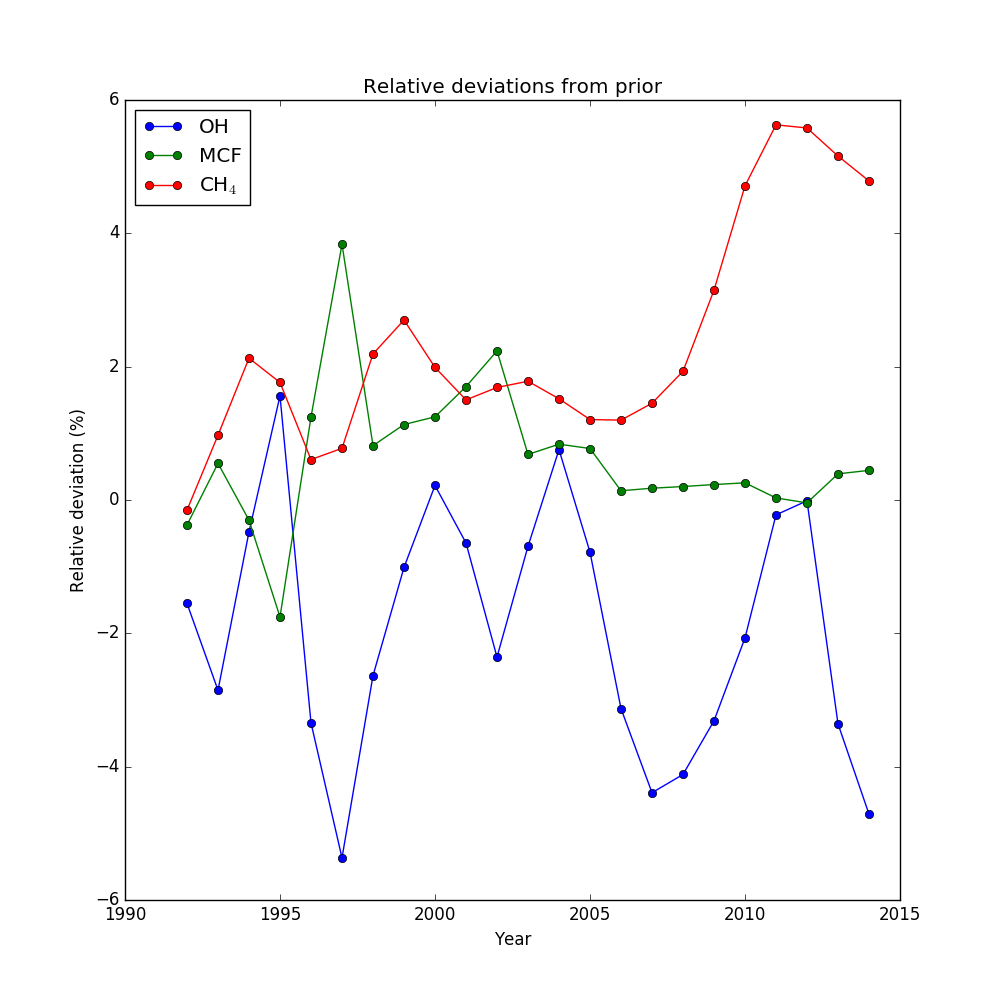 Relative deviations from prior
OH
MCF
CH₄
Relative deviation (%)
6
4
2
0
−2
−4
−6
1990 1995 2000 2005 2010 2015
Year